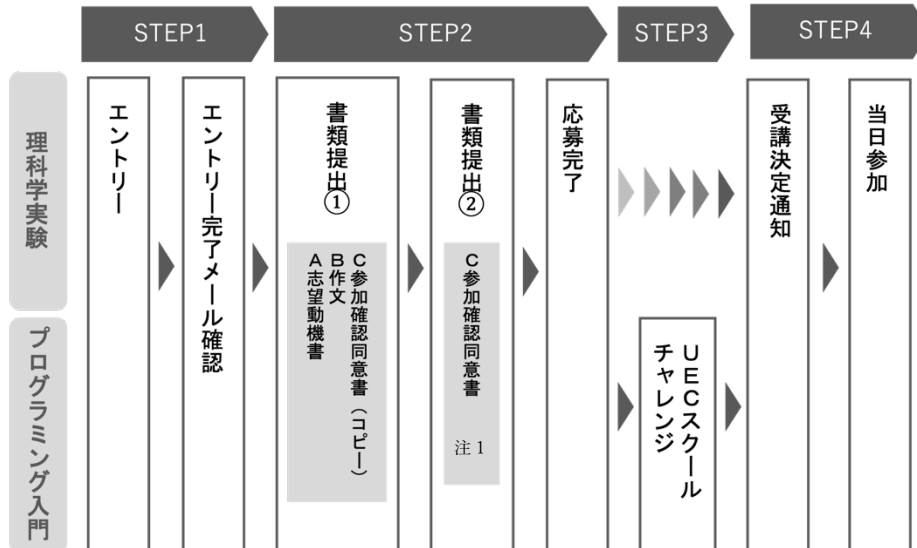 STEP1
STEP2
STEP3
STEP4
理科学実験
プログラミング入門
エントリー
エントリー完了メール確認
書類提出①
C参加確認同意書（コピー）
B作文
A志望動機書
書類提出②
C参加確認同意書
注1
応募完了
UECスクール
チャレンジ
受講決定通知
当日参加